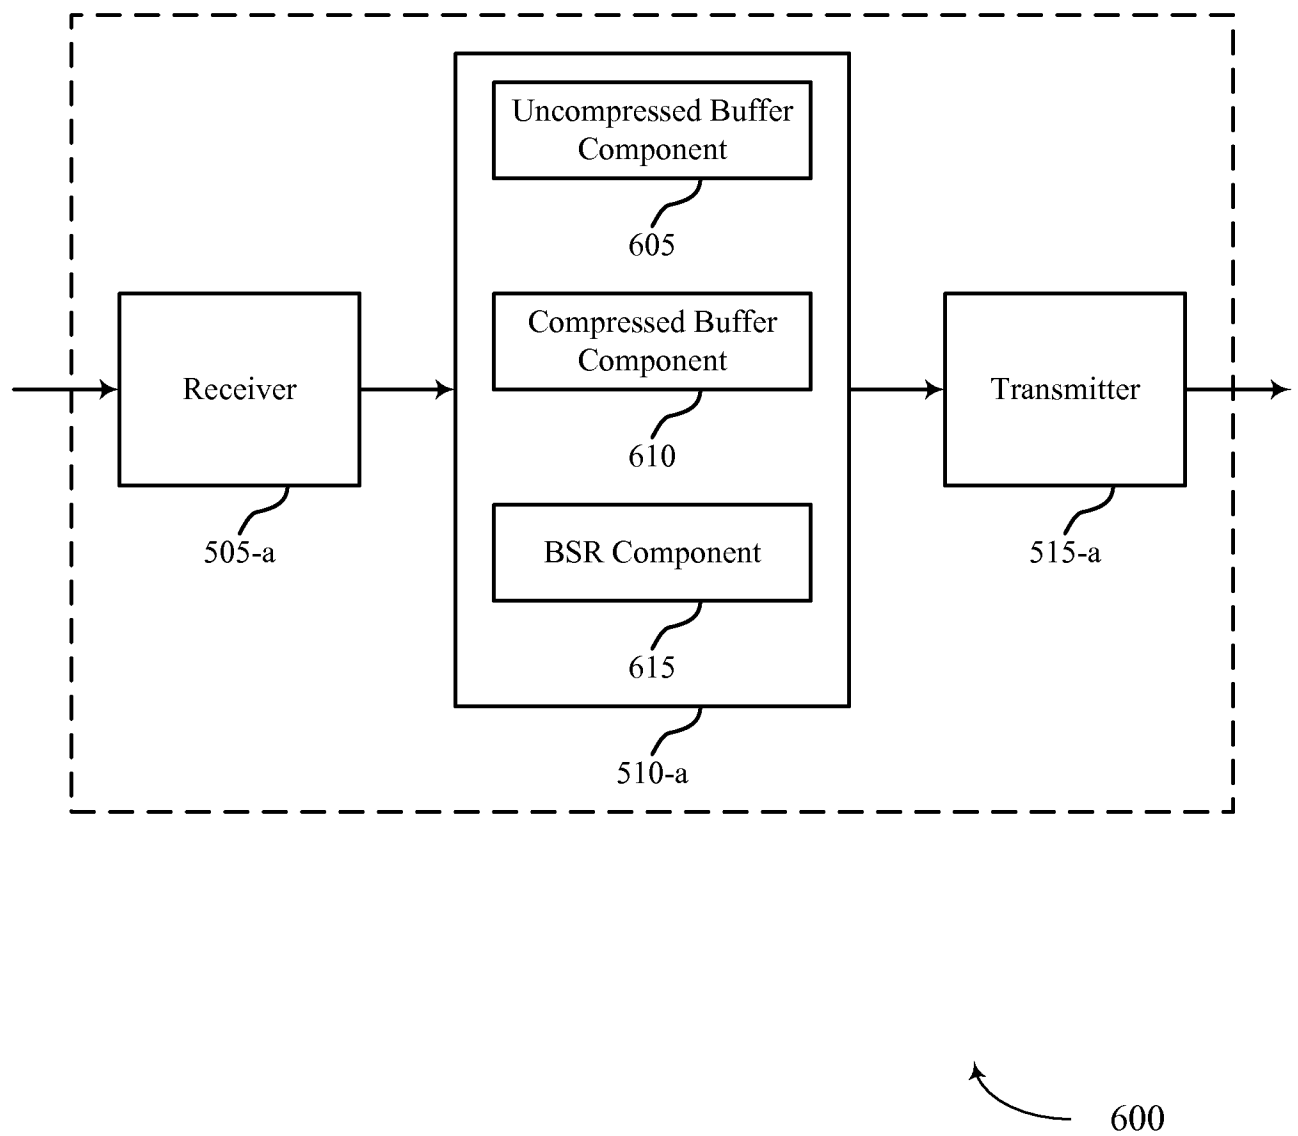 Uncompressed Buffer
Component
605
Compressed Buffer
Component
610
Receiver
505-a
BSR Component
615
510-a
Transmitter
515-a
600